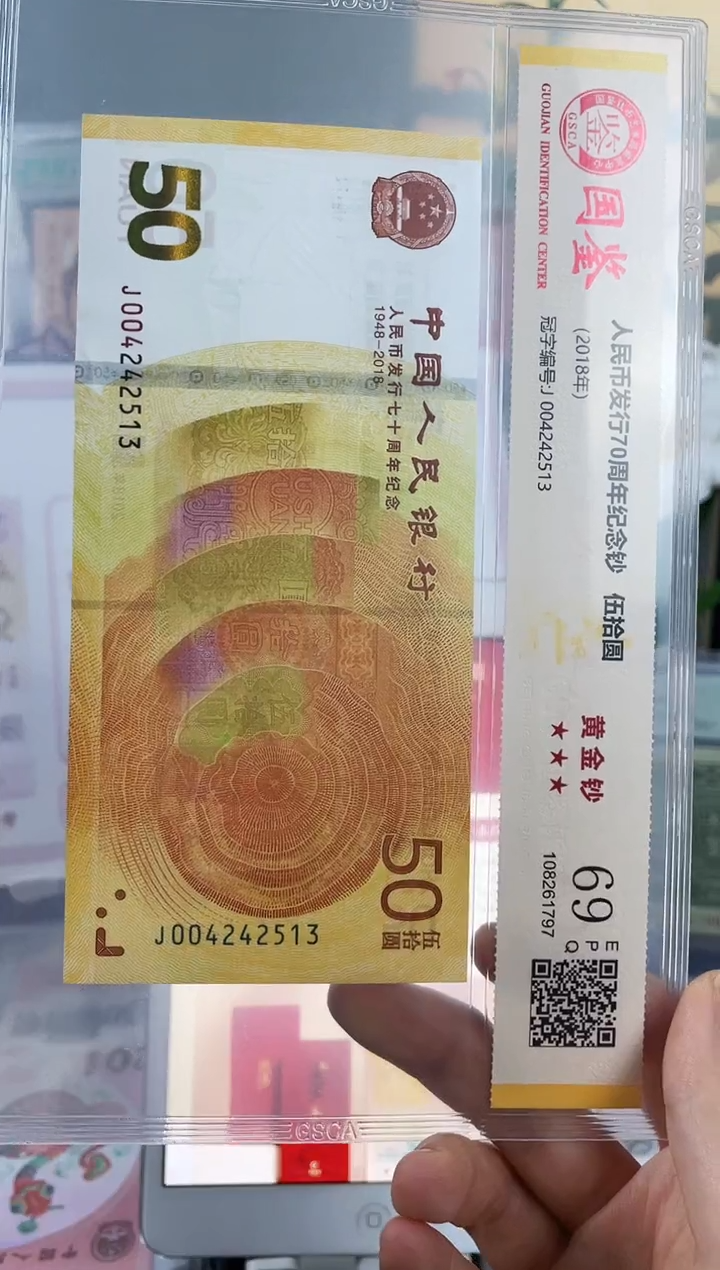 GSCA
国鉴
GUOJIAN IDENTIFICATION CENTER
人民币发行70周年纪念钞 伍拾圆
(2018年)
冠字编号:J 004242513
黄金钞
★★★
69 E
P
Q
108261797
中国人民银行
人民币发行七十周年纪念
1948-2018
50
J004242513
50
伍拾圆
J004242513
GSCA
GSCA
GSCA